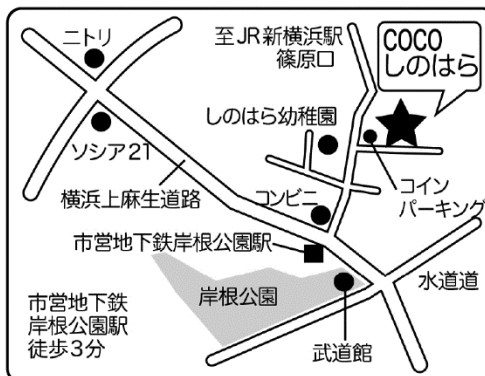 ニトリ
至JR新横浜駅
篠原口
COCO
しのはら
しのはら幼稚園
ソシア21
コイン
パーキング
横浜上麻生道路
コンビニ
市営地下鉄岸根公園駅
水道道
岸根公園
武道館
市営地下鉄
岸根公園駅
徒歩3分